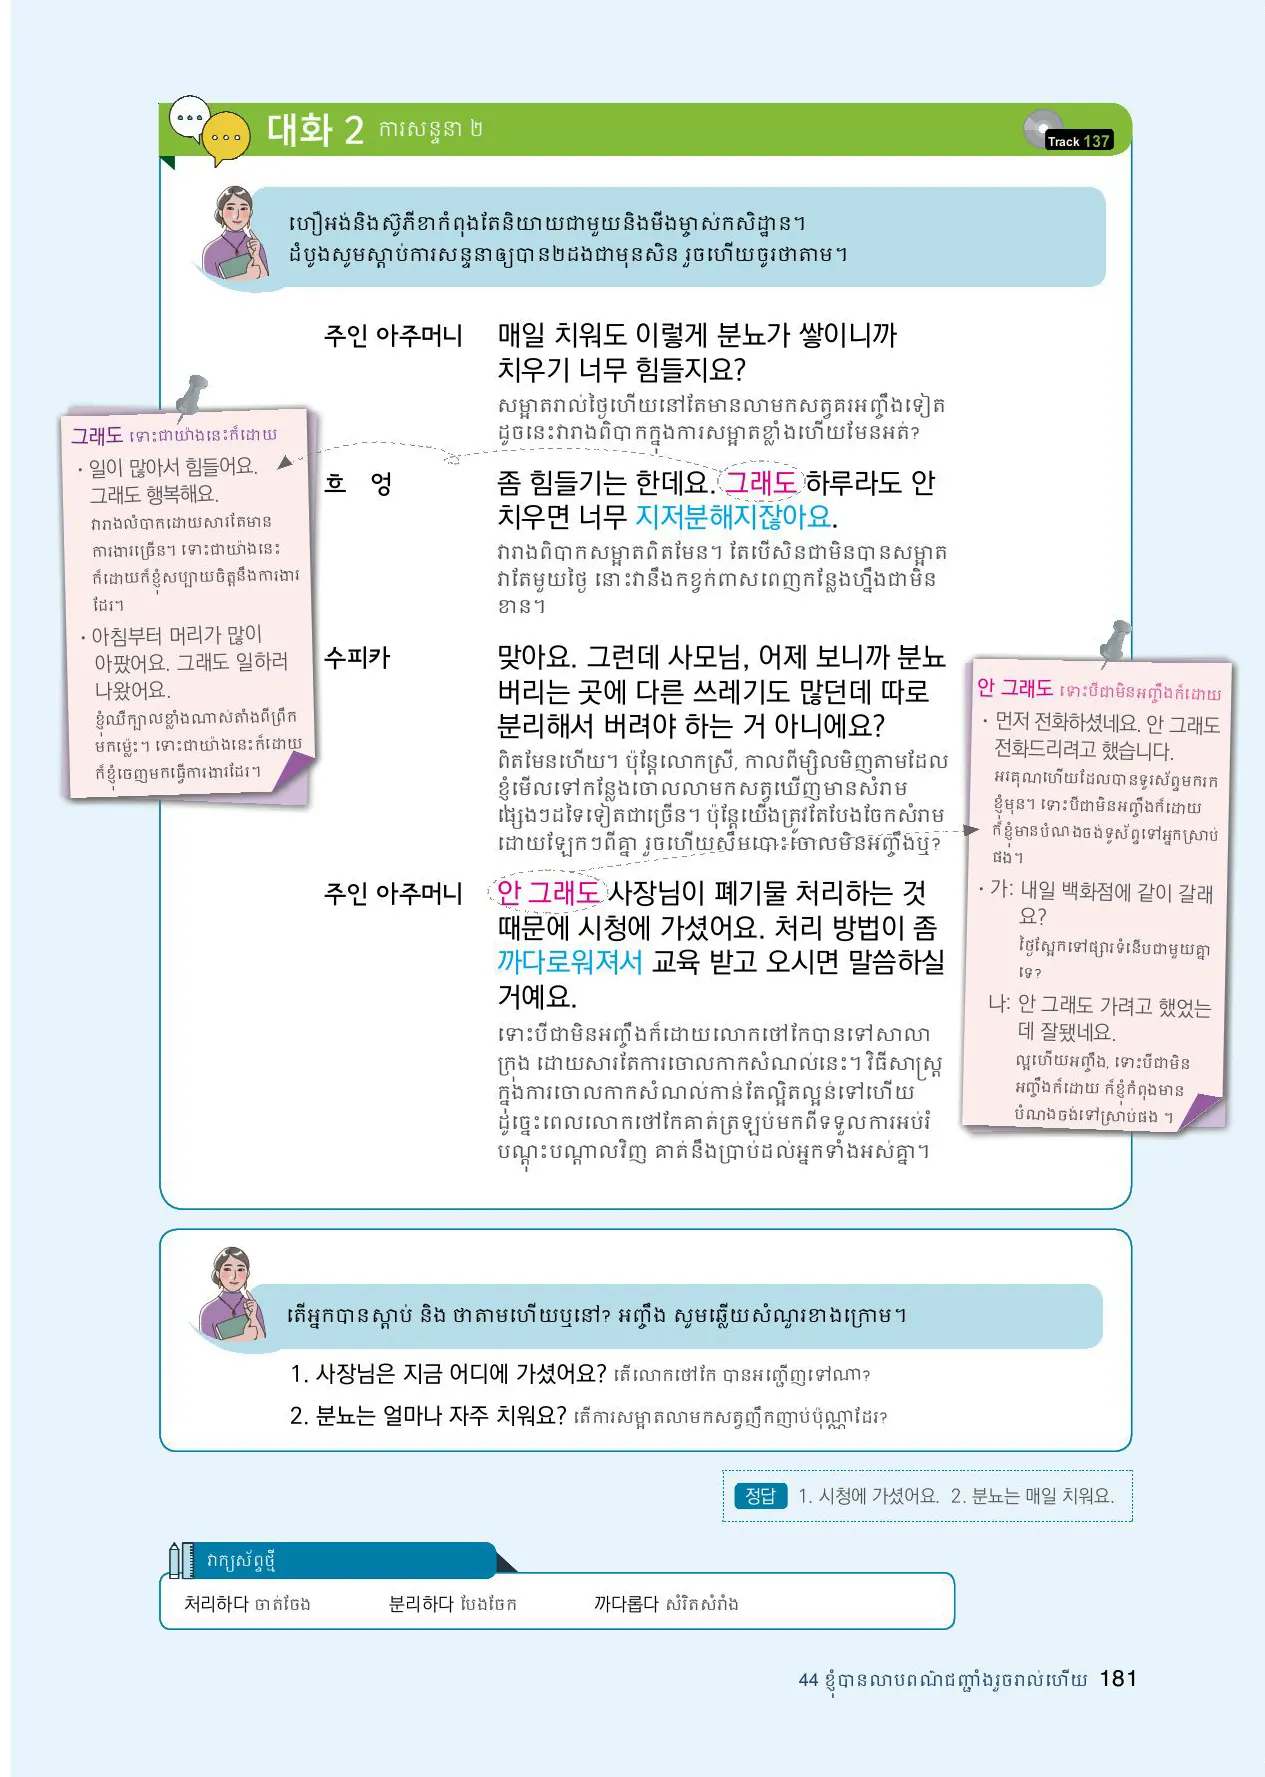 대화 2 ការសន្ទនា ២
Track 137
ហឿអង់និងស៊ូភីខាកំពុងតែនិយាយជាមួយនិងមីងម្ចាស់កសិដ្ឋាន។
ដំបូងសូមស្តាប់ការសន្ទនាឲ្យបាន២ដងជាមុនសិន រួចហើយចូរថាតាម។
주인 아주머니 매일 치워도 이렇게 분뇨가 쌓이니까
치우기 너무 힘들지요?
សម្អាតរាល់ថ្ងៃហើយនៅតែមានលាមកសត្វគរអញ្ចឹងទៀត
ដូចនេះវារាងពិបាកក្នុងការសម្អាតខ្លាំងហើយមែនអត់?
흐 엉 좀 힘들기는 한데요. 그래도 하루라도 안
치우면 너무 지저분해지잖아요.
វារាងពិបាកសម្អាតពិតមែន។ តែបើសិនជាមិនបានសម្អាត
វាតែមួយថ្ងៃ នោះវានឹងកខ្វក់ពាសពេញកន្លែងហ្នឹងជាមិន
ខាន។
수피카 맞아요. 그런데 사모님, 어제 보니까 분뇨
버리는 곳에 다른 쓰레기도 많던데 따로
분리해서 버려야 하는 거 아니에요?
ពិតមែនហើយ។ ប៉ុន្តែលោកស្រី, កាលពីម្សិលមិញតាមដែល
ខ្ញុំមើលទៅកន្លែងចោលលាមកសត្វឃើញមានសំរាម
ផ្សេងៗដទៃទៀតជាច្រើន។ ប៉ុន្តែយើងត្រូវតែបែងចែកសំរាម
ដោយឡែកៗពីគ្នា រួចហើយសឹមបោះចោលមិនអញ្ចឹងឬ?
주인 아주머니 안 그래도 사장님이 폐기물 처리하는 것
때문에 시청에 가셨어요. 처리 방법이 좀
까다로워져서 교육 받고 오시면 말씀하실
거예요.
ទោះបីជាមិនអញ្ចឹងក៏ដោយលោកថៅកែបានទៅសាលា
ក្រុង ដោយសារតែការចោលកាកសំណល់នេះ។ វិធីសាស្ត្រ
ក្នុងការចោលកាកសំណល់កាន់តែល្អិតល្អន់ទៅហើយ
ដូច្នេះពេលលោកថៅកែគាត់ត្រឡប់មកពីទទួលការអប់រំ
បណ្តុះបណ្តាលវិញ គាត់នឹងប្រាប់ដល់អ្នកទាំងអស់គ្នា។
그래도 ទោះជាយ៉ាងនេះក៏ដោយ
· 일이 많아서 힘들어요.
그래도 행복해요.
វារាងលំបាកដោយសារតែមាន
ការងារច្រើន។ ទោះជាយ៉ាងនេះ
ក៏ដោយក៏ខ្ញុំសប្បាយចិត្តនឹងការងារ
ដែរ។
· 아침부터 머리가 많이
아팠어요. 그래도 일하러
나왔어요.
ខ្ញុំឈឺក្បាលខ្លាំងណាស់តាំងពីព្រឹក
មកម្ល៉េះ។ ទោះជាយ៉ាងនេះក៏ដោយ
ក៏ខ្ញុំចេញមកធ្វើការងារដែរ។
안 그래도 ទោះបីជាមិនអញ្ចឹងក៏ដោយ
· 먼저 전화하셨네요. 안 그래도
전화드리려고 했습니다.
អរគុណហើយដែលបានទូរស័ព្ទមករក
ខ្ញុំមុន។ ទោះបីជាមិនអញ្ចឹងក៏ដោយ
ក៏ខ្ញុំមានបំណងចង់ទូស័ព្ទទៅអ្នកស្រាប់
ផង។
· 가: 내일 백화점에 같이 갈래
요?
ថ្ងៃស្អែកទៅផ្សារទំនើបជាមួយគ្នា
ទេ?
나: 안 그래도 가려고 했었는
데 잘됐네요.
ល្អហើយអញ្ចឹង, ទោះបីជាមិន
អញ្ចឹងក៏ដោយ ក៏ខ្ញុំកំពុងមាន
បំណងចង់ទៅស្រាប់ផង ។
តើអ្នកបានស្តាប់ និង ថាតាមហើយឬនៅ? អញ្ចឹង សូមឆ្លើយសំណួរខាងក្រោម។
1. 사장님은 지금 어디에 가셨어요? តើលោកថៅកែ បានអញ្ជើញទៅណា?
2. 분뇨는 얼마나 자주 치워요? តើការសម្អាតលាមកសត្វញឹកញាប់ប៉ុណ្ណាដែរ?
정답 1. 시청에 가셨어요. 2. 분뇨는 매일 치워요.
វាក្យស័ព្ទថ្មី
처리하다 ចាត់ចែង 분리하다 បែងចែក 까다롭다 សំរិតសំរាំង
44 ខ្ញុំបានលាបពណ៌ជញ្ជាំងរួចរាល់ហើយ 181